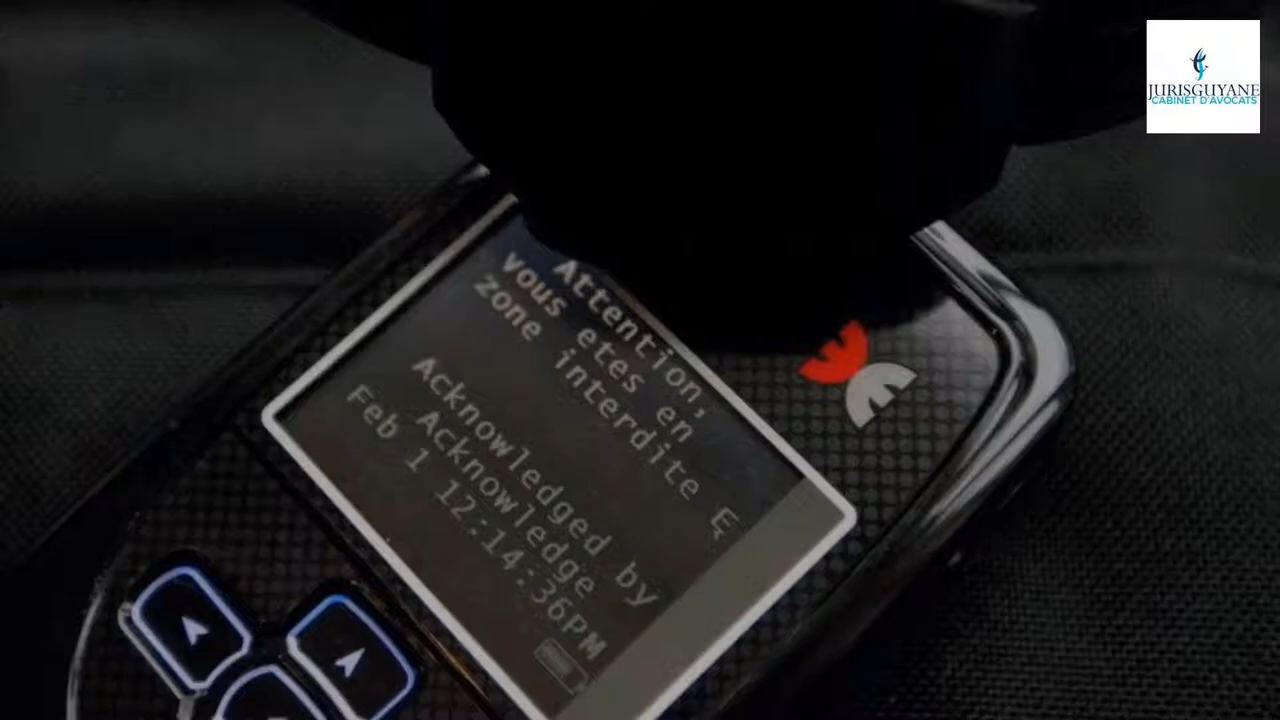 JURISGUYANE
CABINET D'AVOCATS
Attention,
vous etes en
zone interdite
Acknowledged by
Acknowledge
Feb 1 12:14:36PM